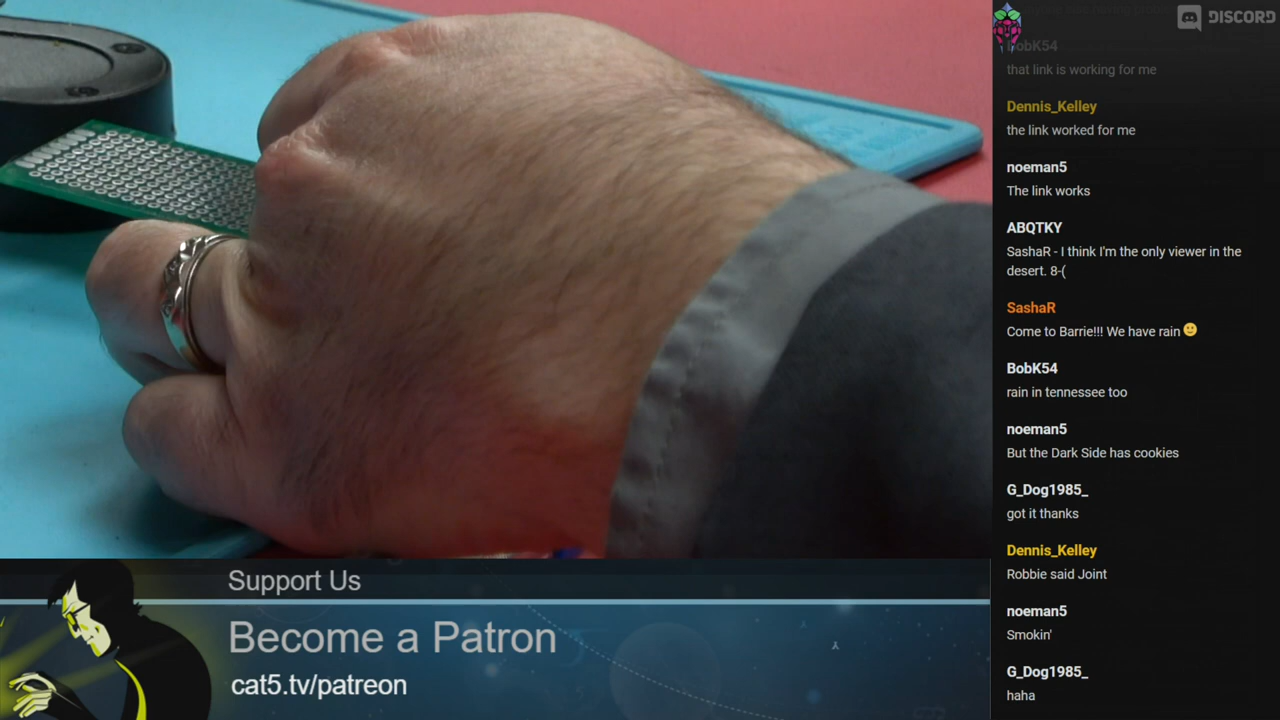 Support Us
Become a Patron
cat5.tv/patreon
DISCORD
BobK54
that link is working for me
Dennis_Kelley
the link worked for me
noeman5
The link works
ABQTKY
SashaR - I think I'm the only viewer in the
desert. 8-(
SashaR
Come to Barrie!!! We have rain 🙂
BobK54
rain in tennessee too
noeman5
But the Dark Side has cookies
G_Dog1985_
got it thanks
Dennis_Kelley
Robbie said Joint
noeman5
Smokin'
G_Dog1985_
haha